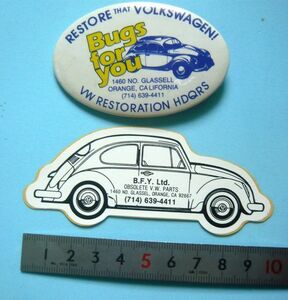 RESTORE THAT VOLKSWAGEN!
Bugs
for
you
1460 NO. GLASSELL
ORANGE, CALIFORNIA
(714) 639-4411
VW RESTORATION HDQRS
B.F.Y. Ltd.
OBSOLETE V.W. PARTS
1460 NO. GLASSEL, ORANGE, CA 92667
(714) 639-4411
1 2 3 4 5 6 7 8 9 10